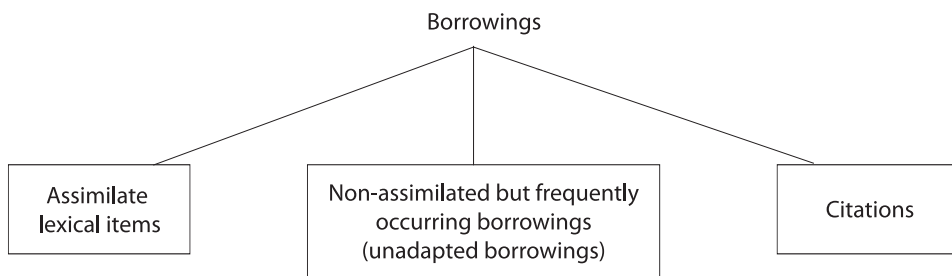 Borrowings
Assimilate
lexical items
Non-assimilated but frequently
occurring borrowings
(unadapted borrowings)
Citations